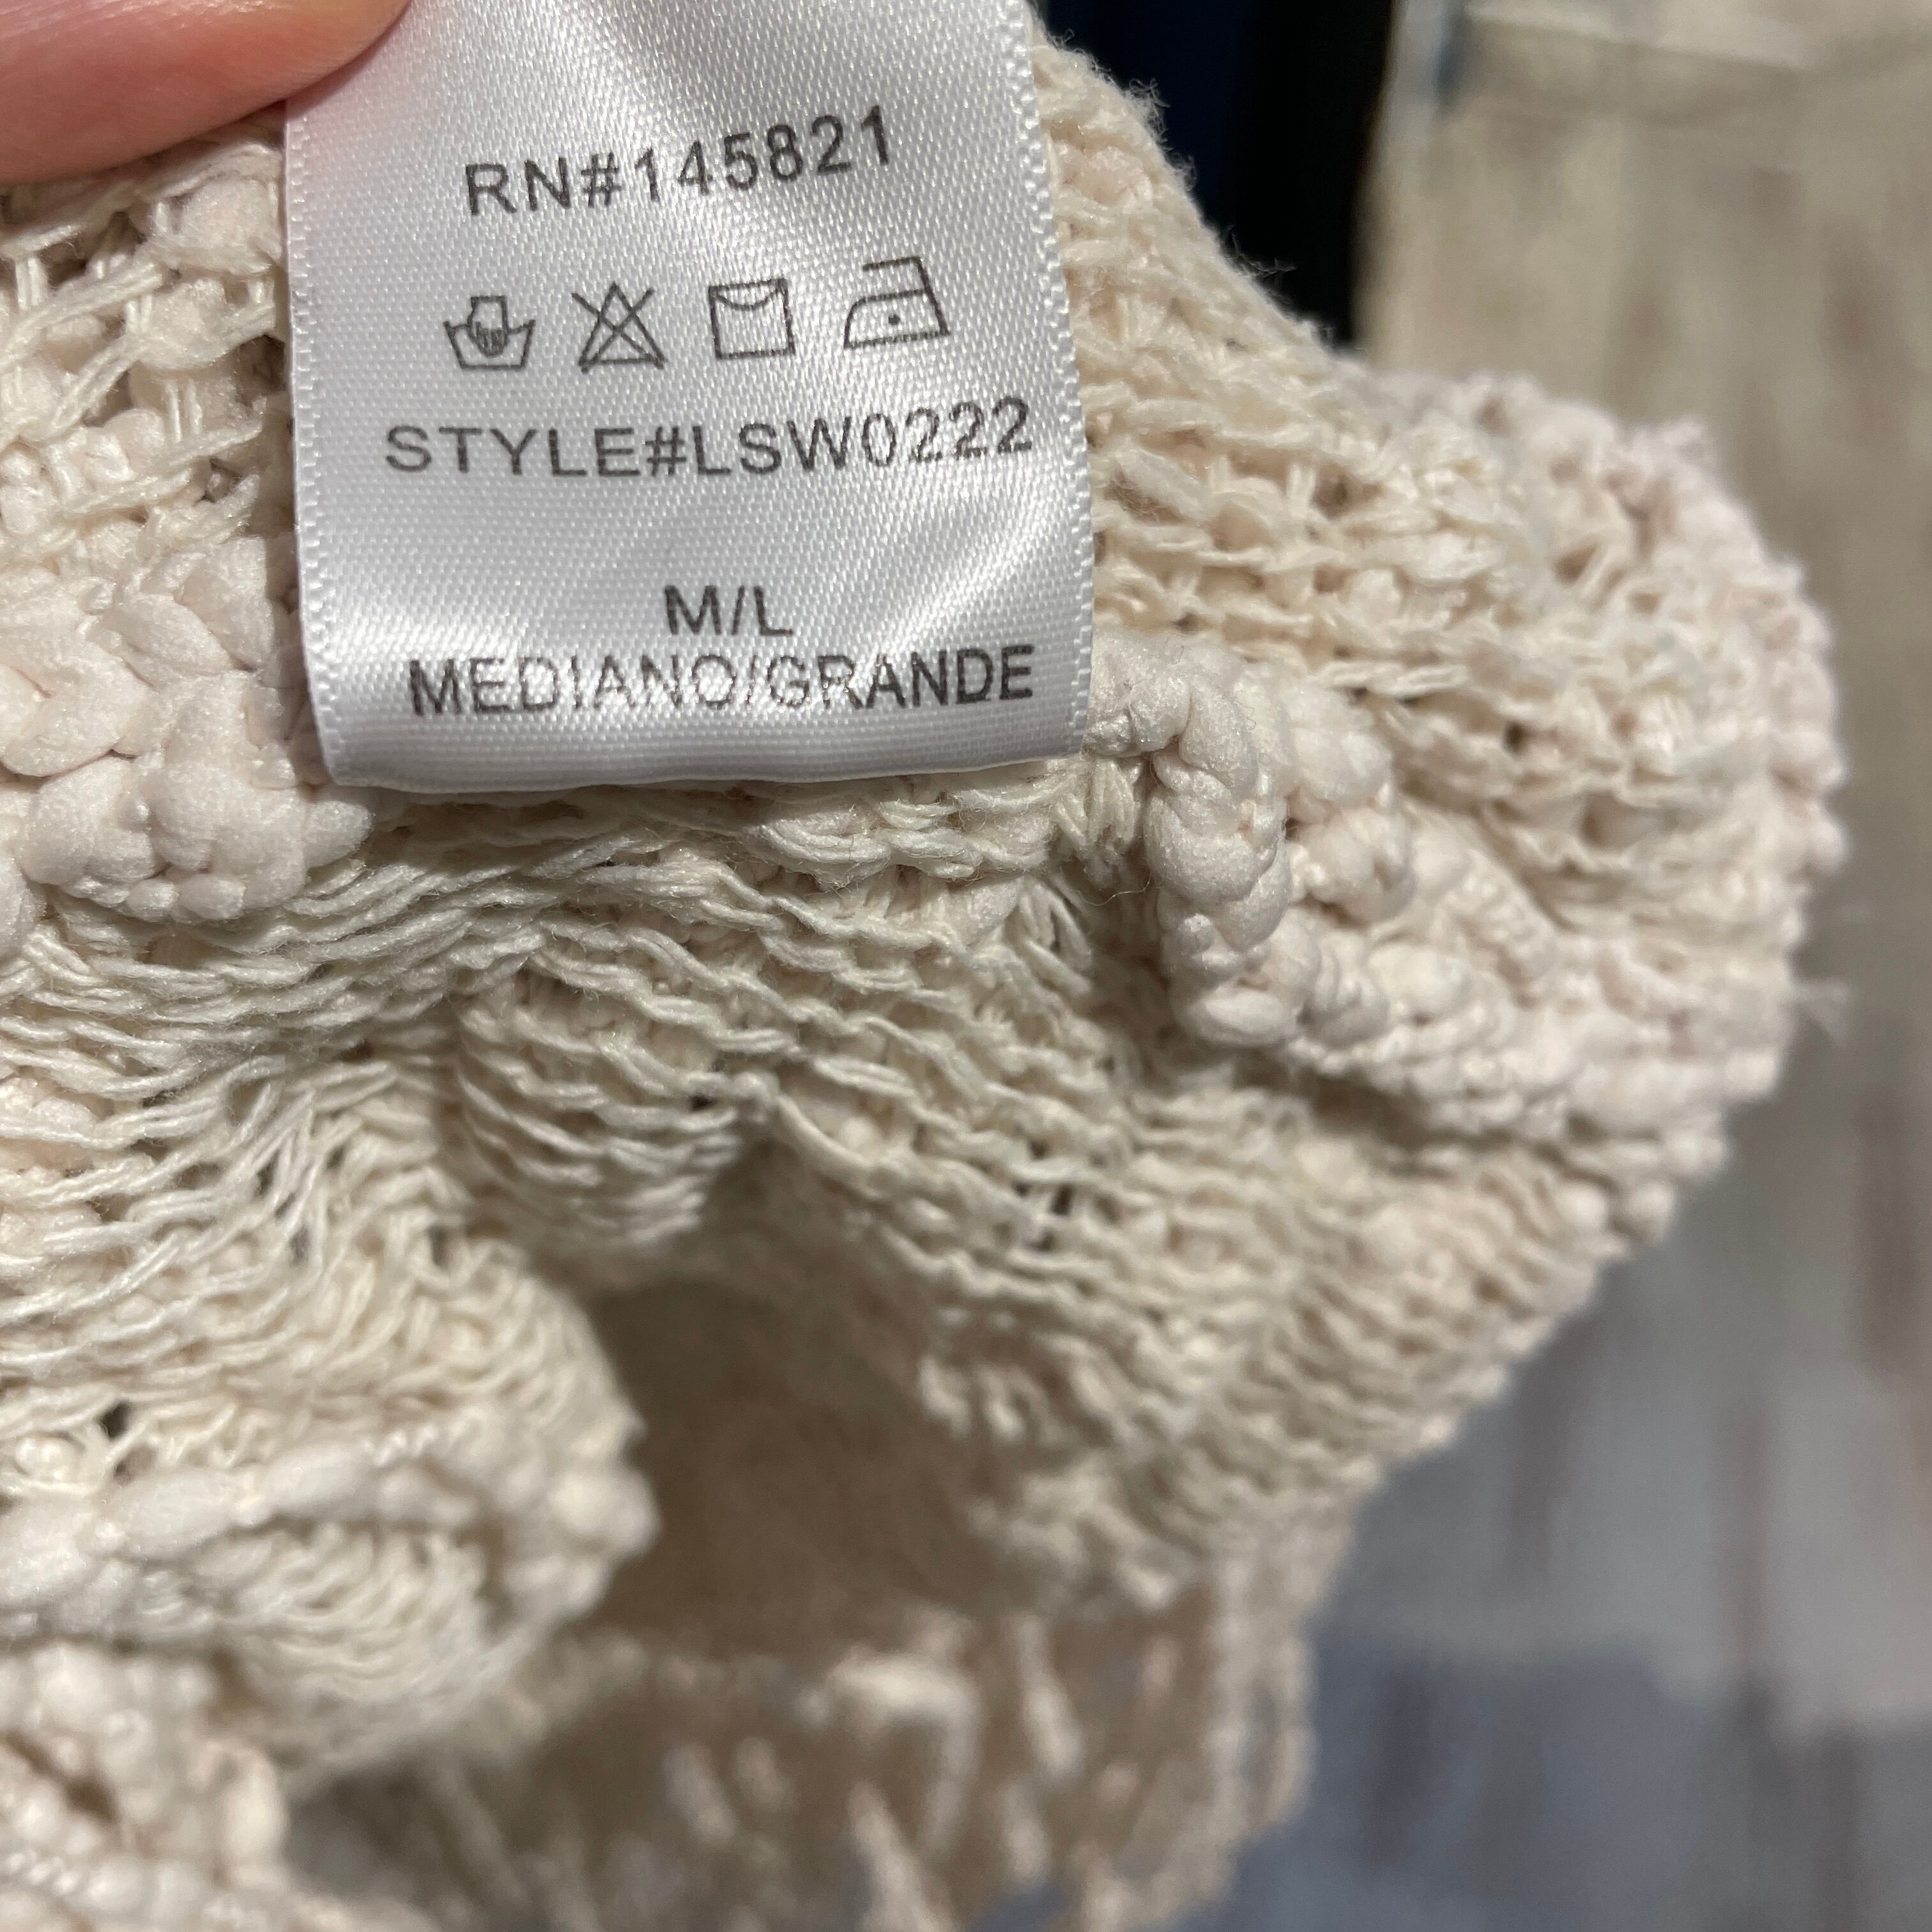 RN#145821
STYLE#LSW0222
M/L
MEDIANO/GRANDE